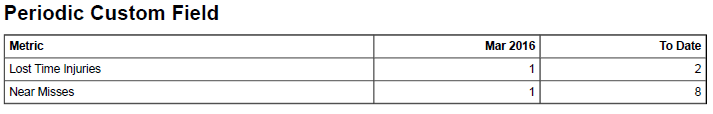 Periodic Custom Field
Metric Mar 2016 To Date
Lost Time Injuries 1 2
Near Misses 1 8